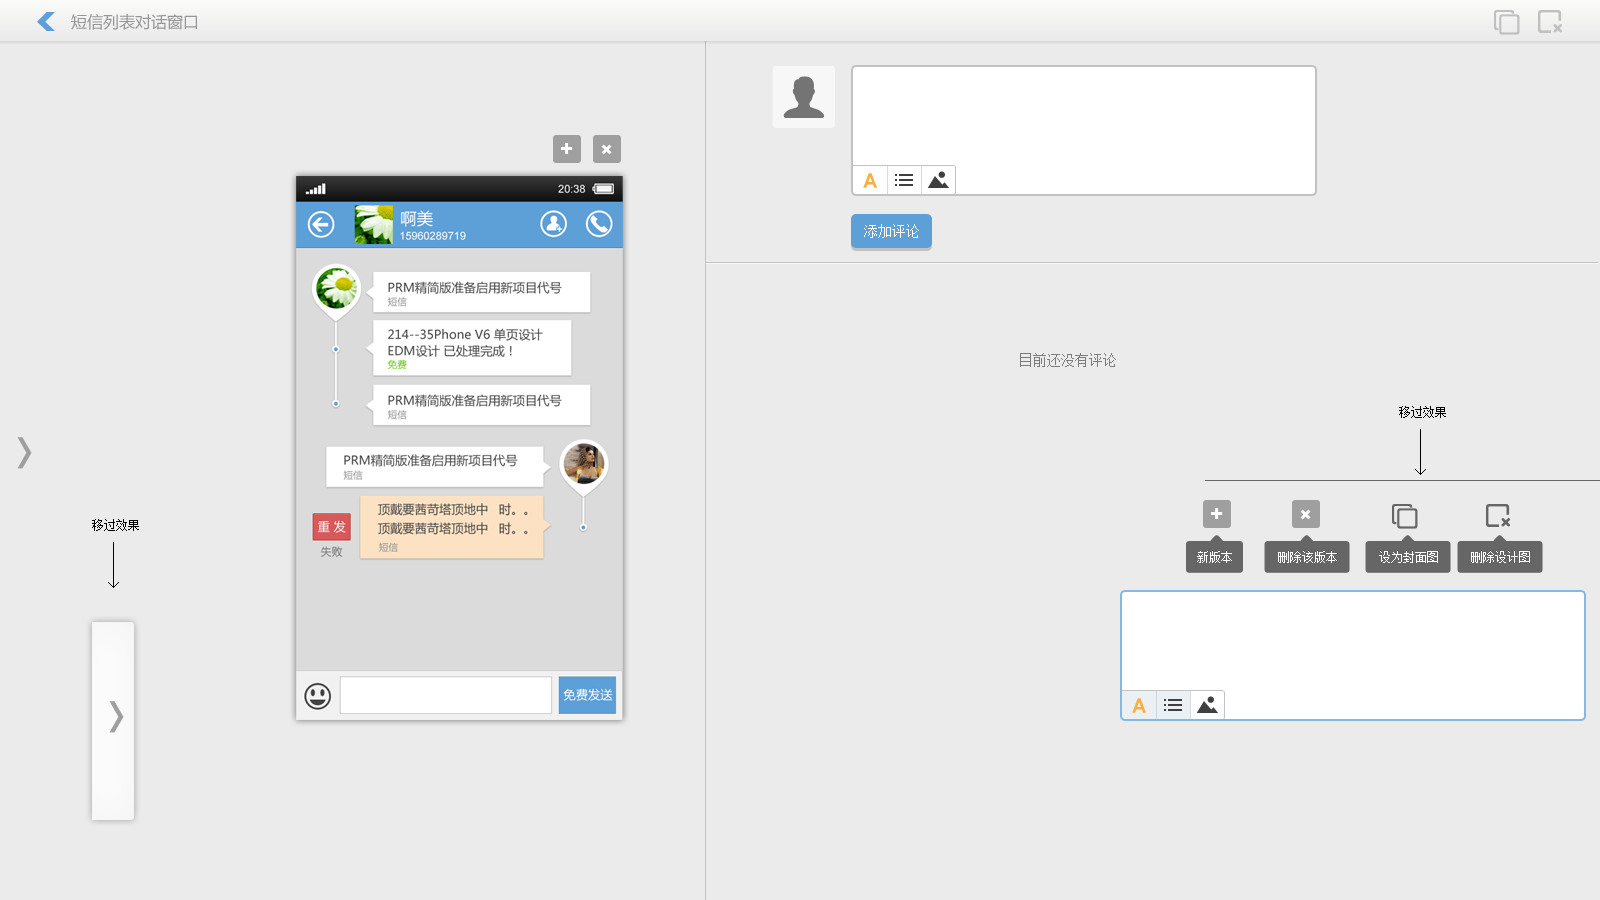 短信列表对话窗口
20:38
啊美
15960289719
PRM精简版准备启用新项目代号
短信
214--35Phone V6 单页设计
EDM设计 已处理完成！
免费
PRM精简版准备启用新项目代号
短信
PRM精简版准备启用新项目代号
短信
顶戴要茜苛塔顶地中 时。。
顶戴要茜苛塔顶地中 时。。
短信
重 发
失败
免费发送
移过效果
A
添加评论
目前还没有评论
移过效果
新版本
删除该版本
设为封面图
删除设计图
A